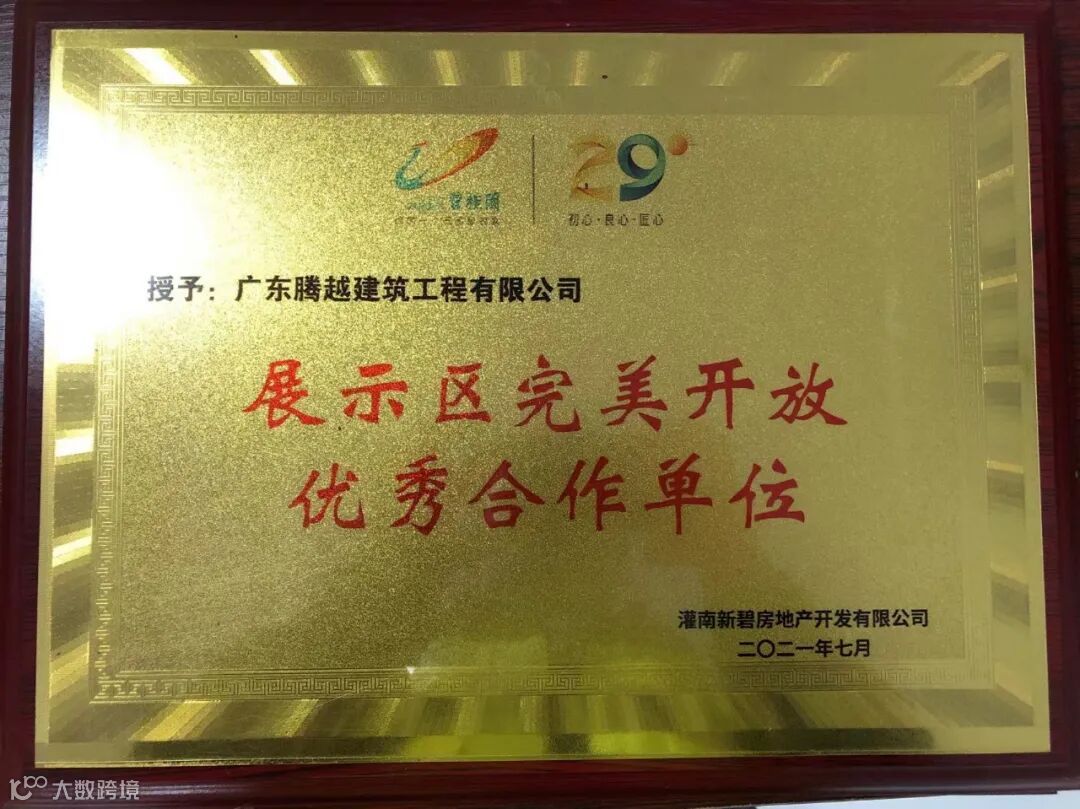 碧桂园
29
初心·良心·匠心
授予：广东腾越建筑工程有限公司
展示区完美开放
优秀合作单位
灌南新碧房地产开发有限公司
二〇二一年七月
大数跨境